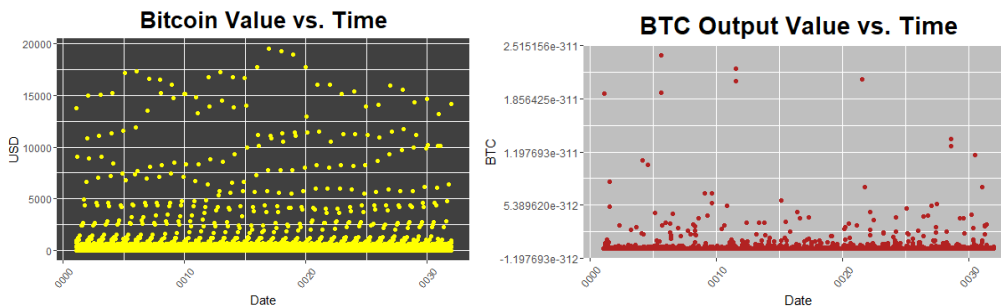 Bitcoin Value vs. Time
20000
15000
10000
5000
0
USD
0000
0010
0020
0030
Date
BTC Output Value vs. Time
2.515156e-311
1.856425e-311
1.197693e-311
5.389620e-312
-1.197693e-312
BTC
0000
0010
0020
0030
Date